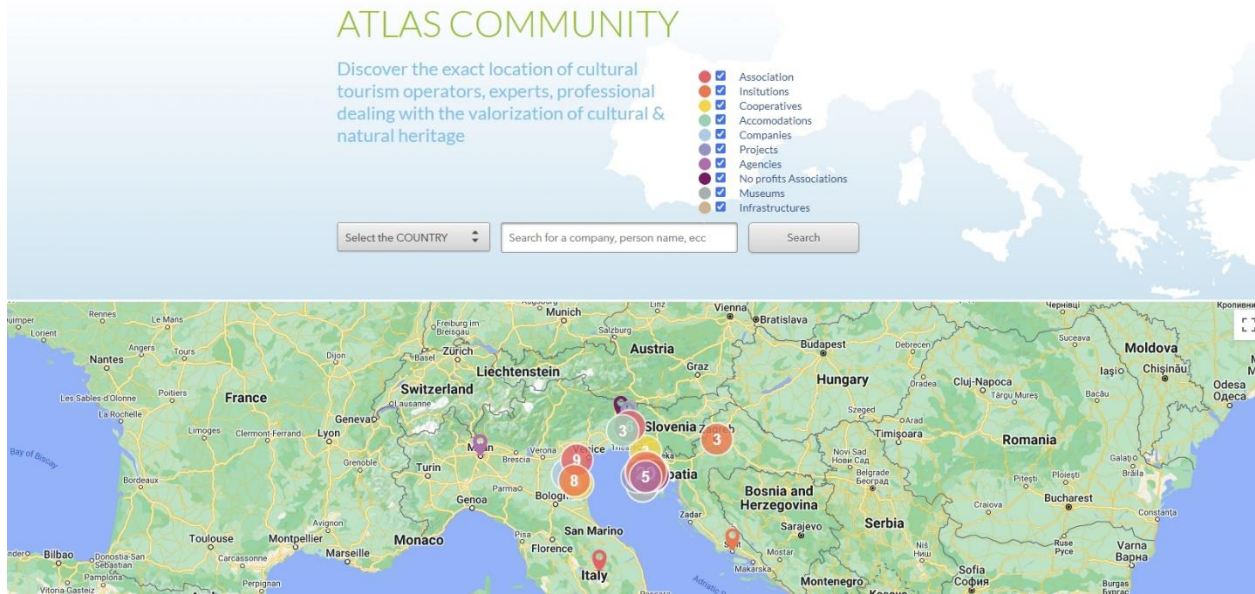 ATLAS COMMUNITY
Discover the exact location of cultural
tourism operators, experts, professional
dealing with the valorization of cultural &
natural heritage
Association
Insitutions
Cooperatives
Accomodations
Companies
Projects
Agencies
No profits Associations
Museums
Infrastructures
Select the COUNTRY
Search for a company, person name, ecc
Search
Rennes
Le Mans
Freiburg im
Breisgau
Munich
Linz
Salzburg
Vienna
Bratislava
Budapest
Debrecen
Suceava
Чернівці
Moldova
Lorient
Angers
Tours
Nantes
Dijon
Basel
Zürich
Liechtenstein
Austria
Graz
Hungary
Oradea
Cluj-Napoca
Târgu Mureș
Bacău
Iași
Chișinău
Odesa
Одеса
Les Sables-d'Olonne
Poitiers
France
Switzerland
Lausanne
La Rochelle
Geneva
Limoges
Clermont-Ferrand
Lyon
3
Slovenia
Zagreb
3
Szeged
Arad
Timișoara
Romania
Bay of Biscay
Grenoble
Turin
Milan
Brescia
Verona
Venice
9
8
5
Novi Sad
Нови Сад
Belgrade
Београд
Galați
Brăila
Pitești
Ploiești
Bordeaux
Genoa
Parma
Bologna
Zadar
Bosnia and
Herzegovina
Craiova
Bucharest
Constanța
Avignon
Toulouse
Montpellier
Monaco
Pisa
San Marino
Florence
Split
Sarajevo
Mostar
Serbia
Niš
Ниш
Ruse
Русе
Varna
Варна
Bilbao
Donostia-San
Sebastian
Carcassonne
Marseille
Italy
Makarska
Pamplona
Vitoria-Gasteiz
Perpignan
Montenegro
Kosovo
Sofia
София
Burgas
Бургас